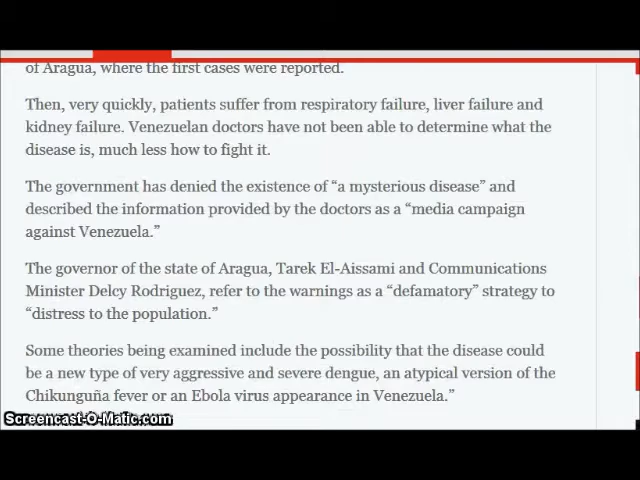 of Aragua, where the first cases were reported.
Then, very quickly, patients suffer from respiratory failure, liver failure and
kidney failure. Venezuelan doctors have not been able to determine what the
disease is, much less how to fight it.
The government has denied the existence of “a mysterious disease” and
described the information provided by the doctors as a “media campaign
against Venezuela.”
The governor of the state of Aragua, Tarek El-Aissami and Communications
Minister Delcy Rodriguez, refer to the warnings as a “defamatory” strategy to
“distress to the population.”
Some theories being examined include the possibility that the disease could
be a new type of very aggressive and severe dengue, an atypical version of the
Chikunguña fever or an Ebola virus appearance in Venezuela.”
Screencast-O-Matic.com